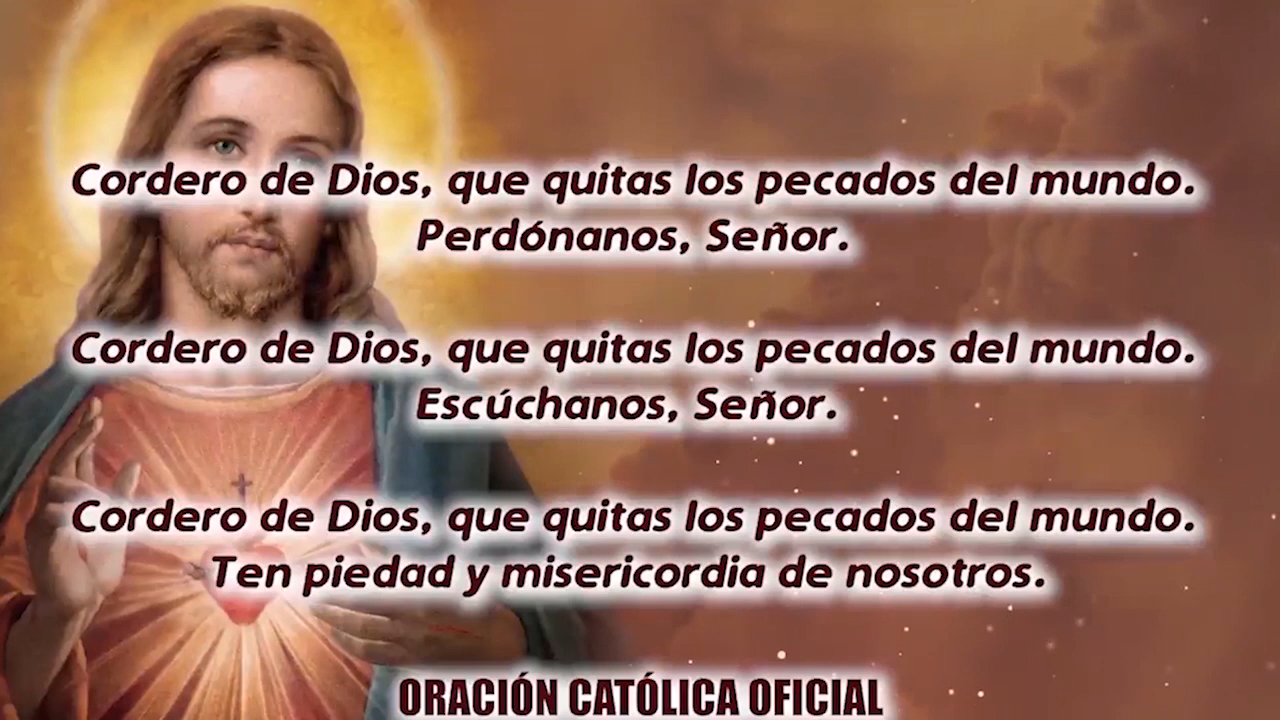 Cordero de Dios, que quitas los pecados del mundo.
Perdónanos, Señor.
Cordero de Dios, que quitas los pecados del mundo.
Escúchanos, Señor.
Cordero de Dios, que quitas los pecados del mundo.
Ten piedad y misericordia de nosotros.
ORACIÓN CATÓLICA OFICIAL